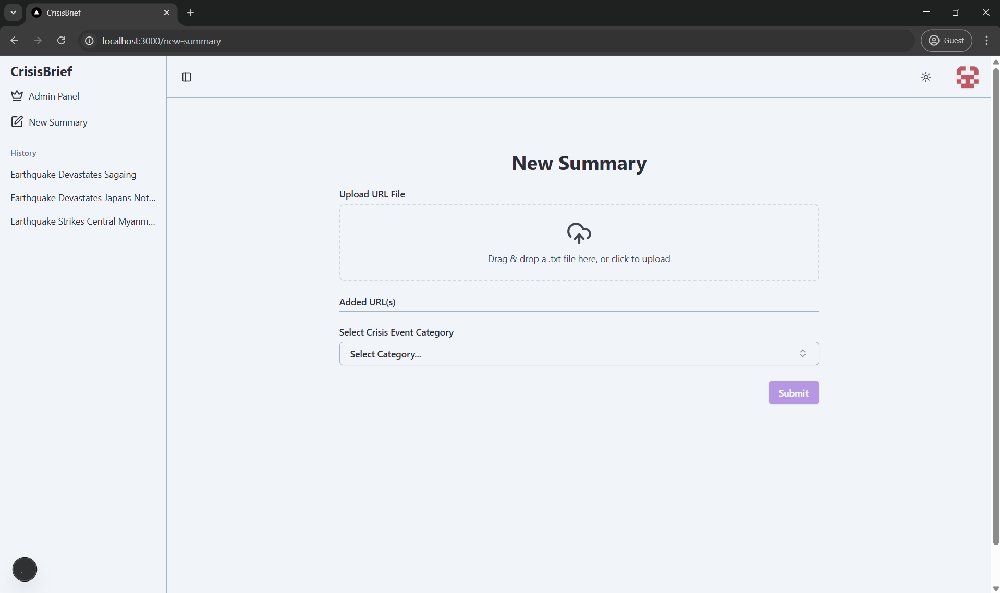 CrisisBrief
localhost:3000/new-summary
Guest
CrisisBrief
Admin Panel
New Summary
History
Earthquake Devastates Sagaing
Earthquake Devastates Japans Not...
Earthquake Strikes Central Myanm...
New Summary
Upload URL File
Drag & drop a .txt file here, or click to upload
Added URL(s)
Select Crisis Event Category
Select Category...
Submit